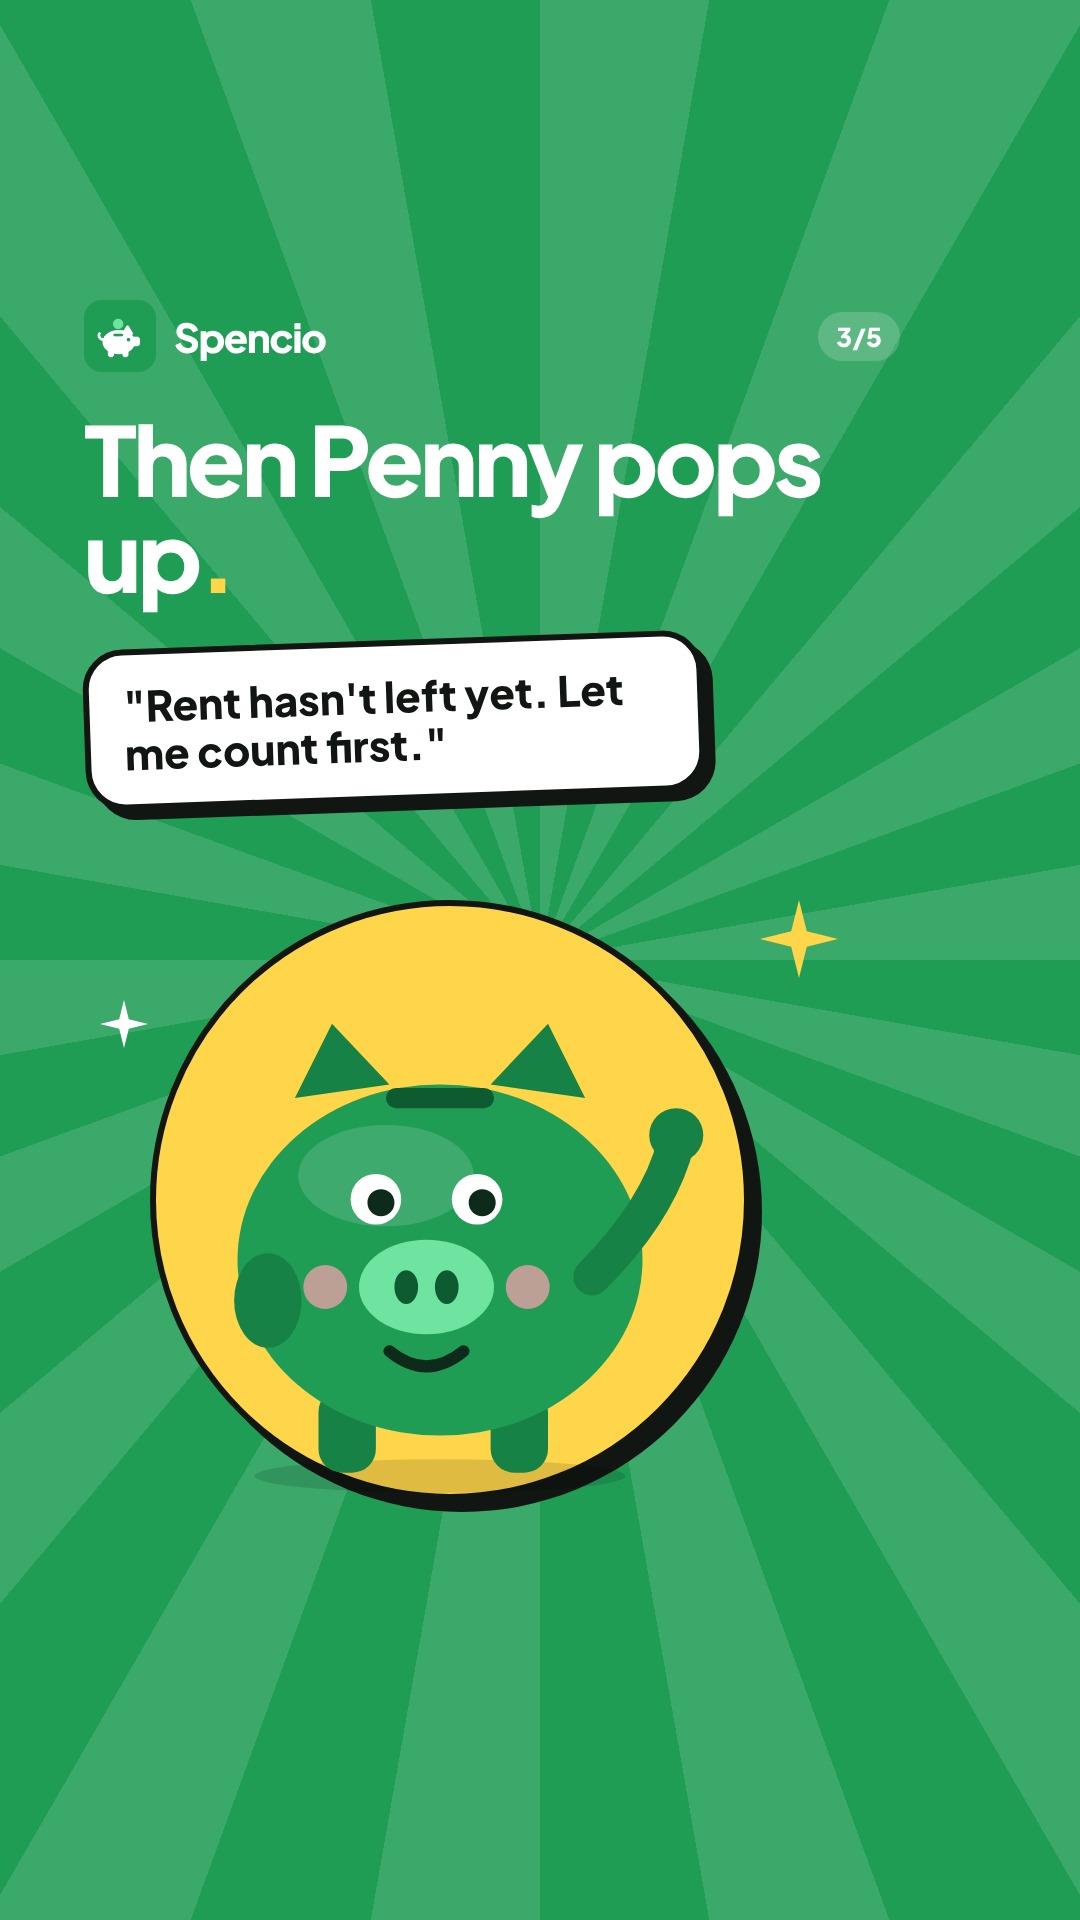 Spencio
3/5
Then Penny pops
up.
"Rent hasn't left yet. Let
me count first."